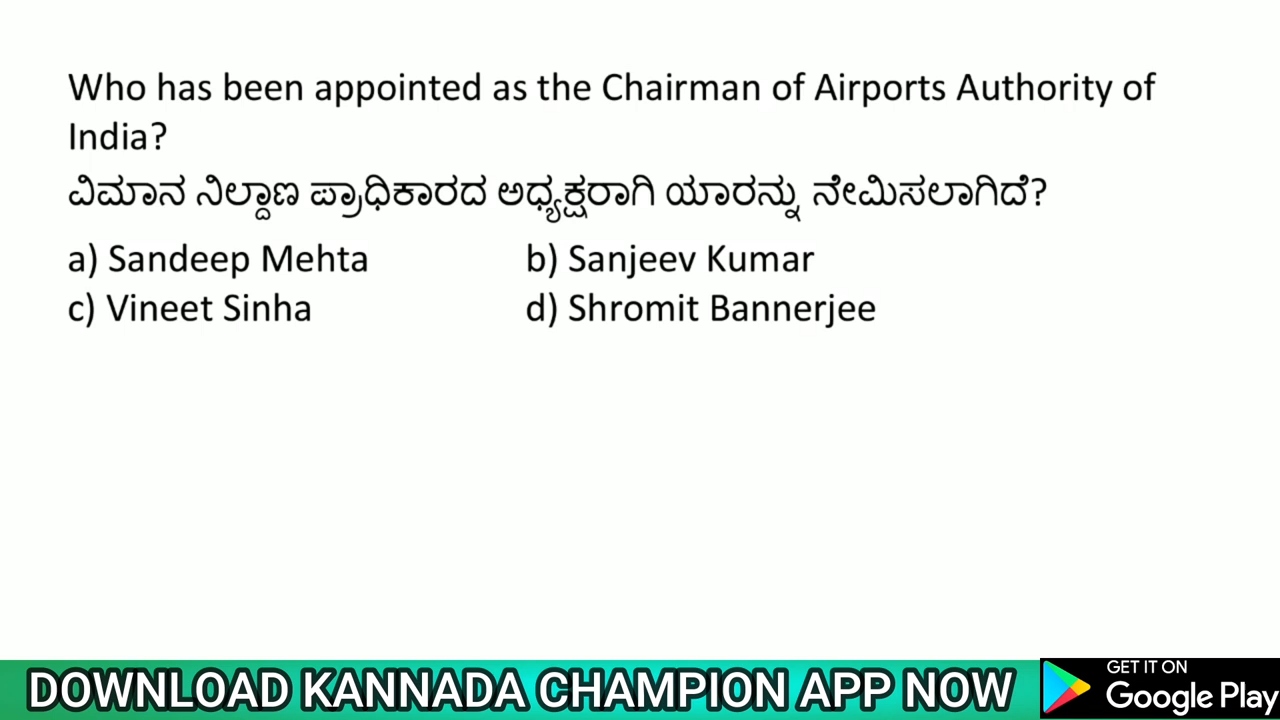 Who has been appointed as the Chairman of Airports Authority of
India?
ವಿಮಾನ ನಿಲ್ದಾಣ ಪ್ರಾಧಿಕಾರದ ಅಧ್ಯಕ್ಷರಾಗಿ ಯಾರನ್ನು ನೇಮಿಸಲಾಗಿದೆ?
a) Sandeep Mehta b) Sanjeev Kumar
c) Vineet Sinha d) Shromit Bannerjee
DOWNLOAD KANNADA CHAMPION APP NOW
GET IT ON
Google Play